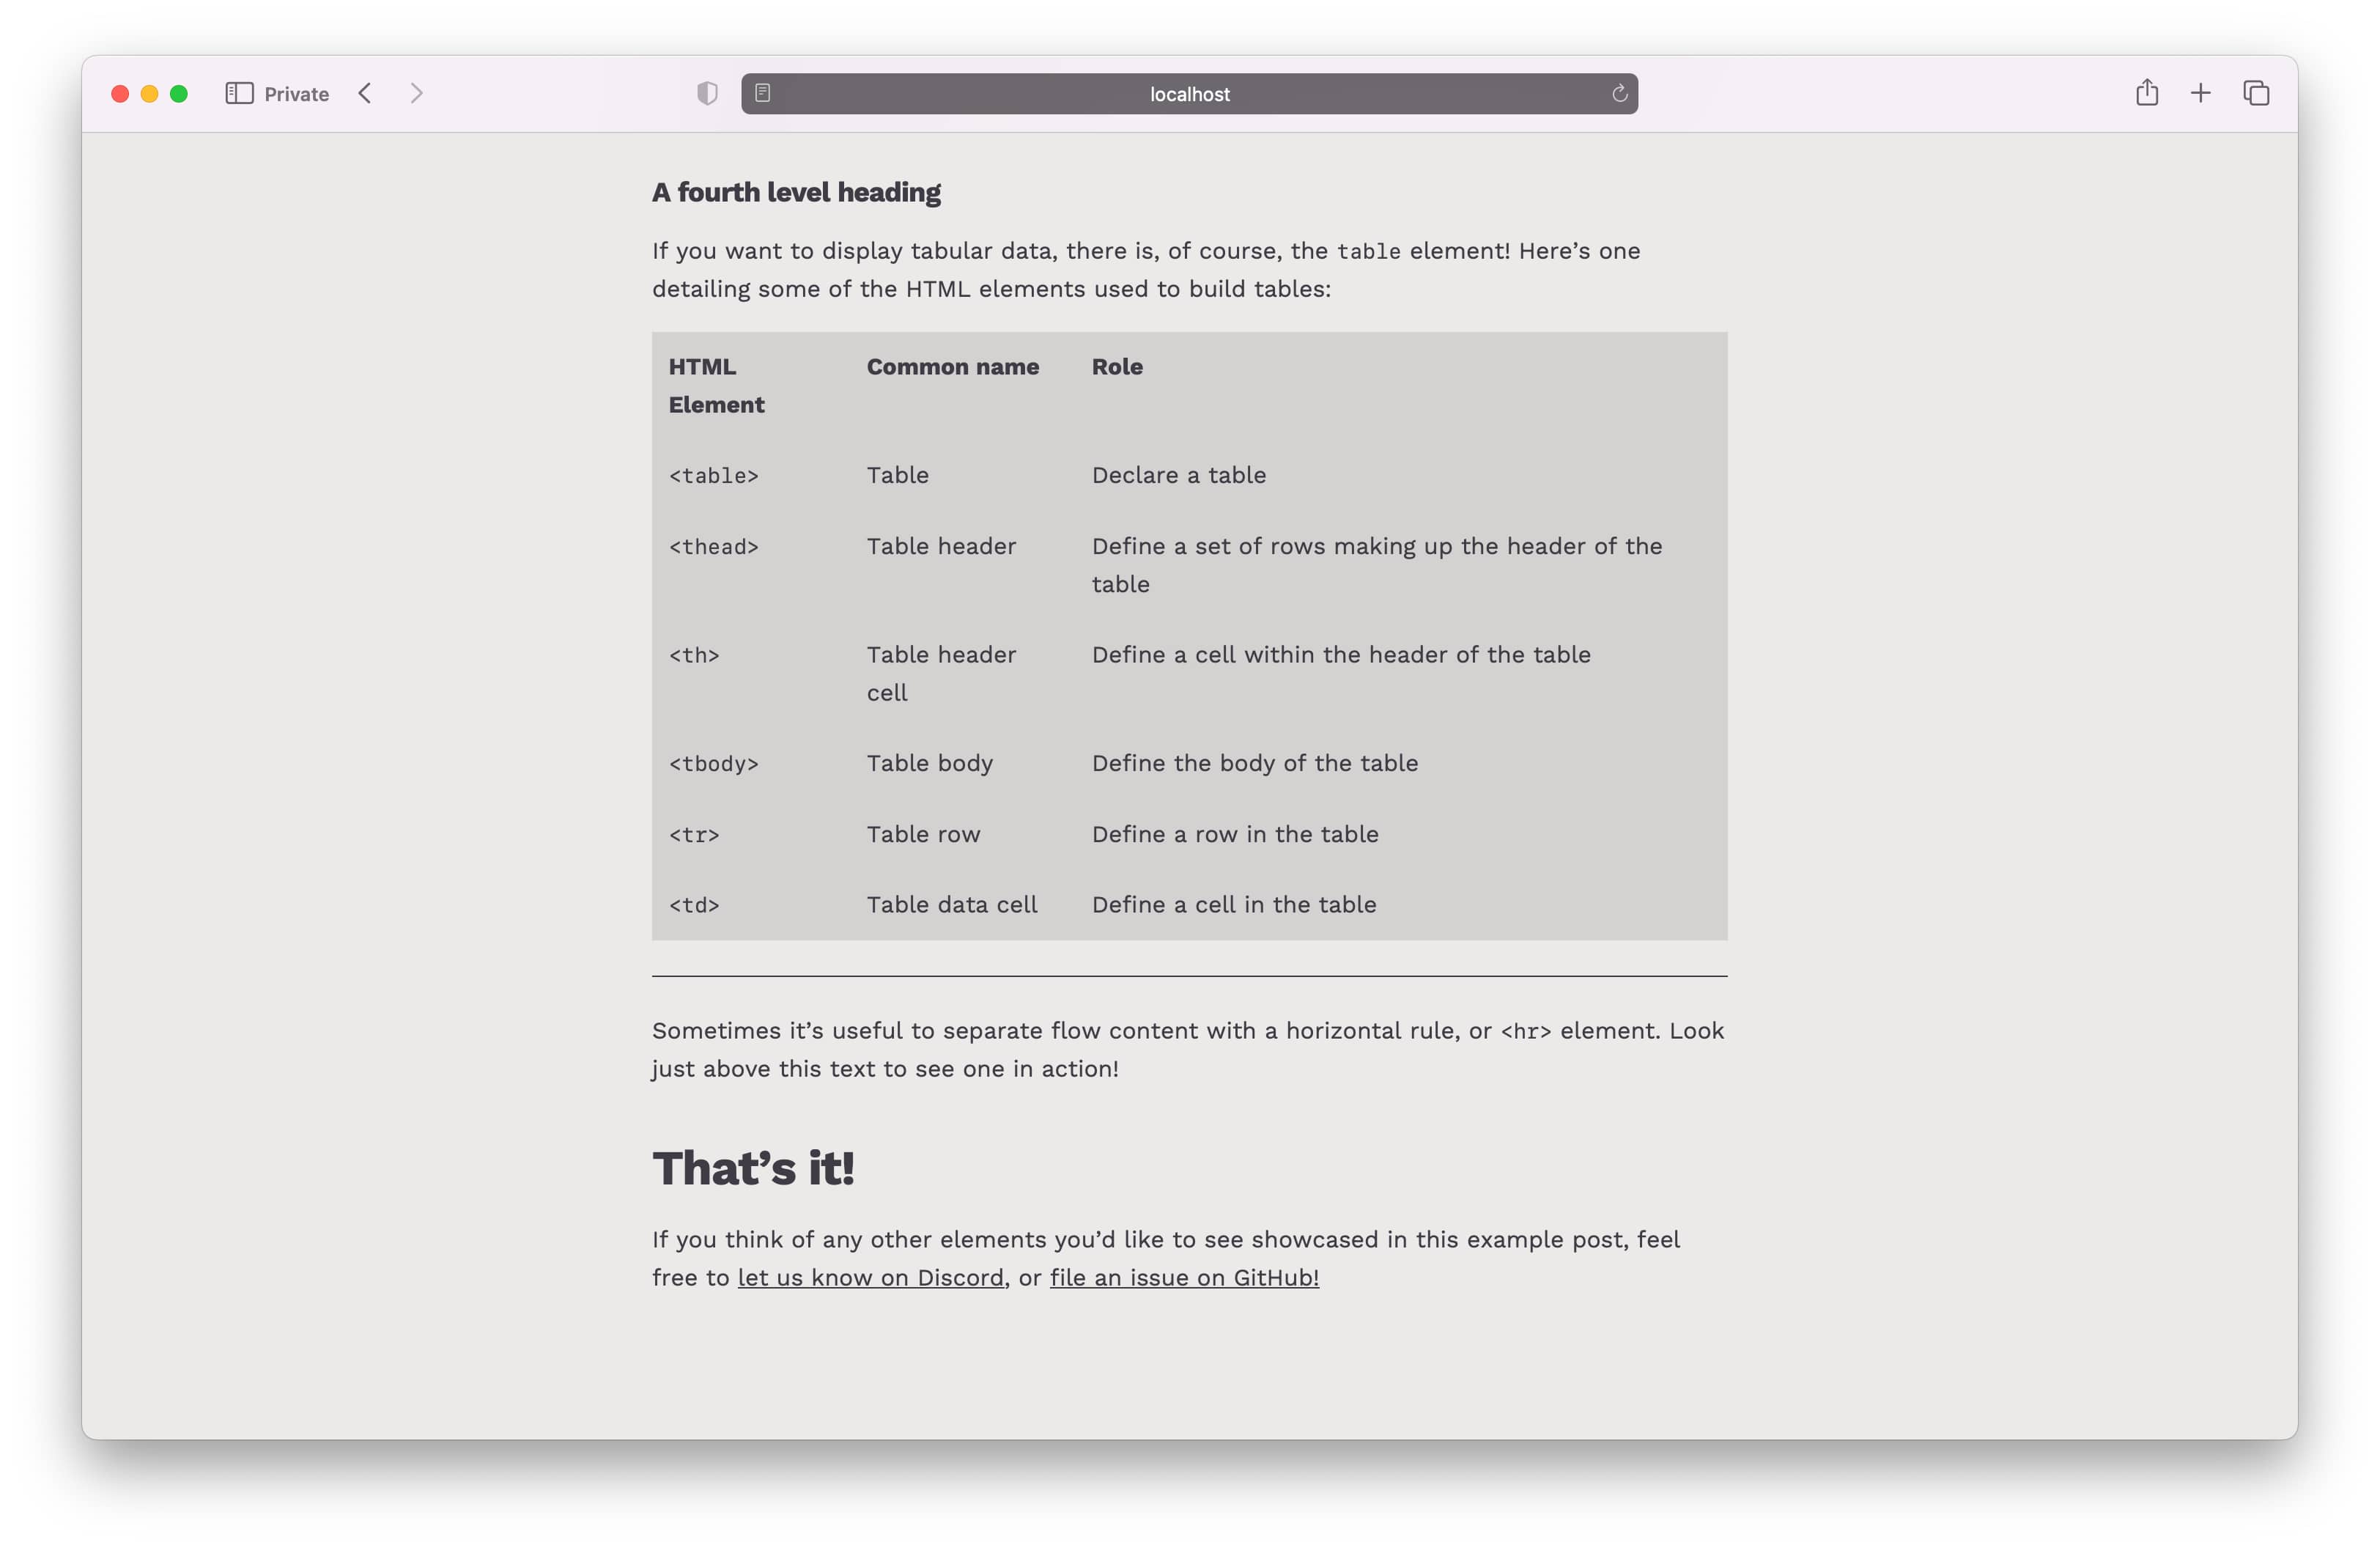 Private
localhost
A fourth level heading
If you want to display tabular data, there is, of course, the table element! Here’s one
detailing some of the HTML elements used to build tables:
HTML Element Common name Role
<table> Table Declare a table
<thead> Table header Define a set of rows making up the header of the
table
<th> Table header cell Define a cell within the header of the table
<tbody> Table body Define the body of the table
<tr> Table row Define a row in the table
<td> Table data cell Define a cell in the table
Sometimes it’s useful to separate flow content with a horizontal rule, or <hr> element. Look
just above this text to see one in action!
That’s it!
If you think of any other elements you’d like to see showcased in this example post, feel
free to let us know on Discord, or file an issue on GitHub!